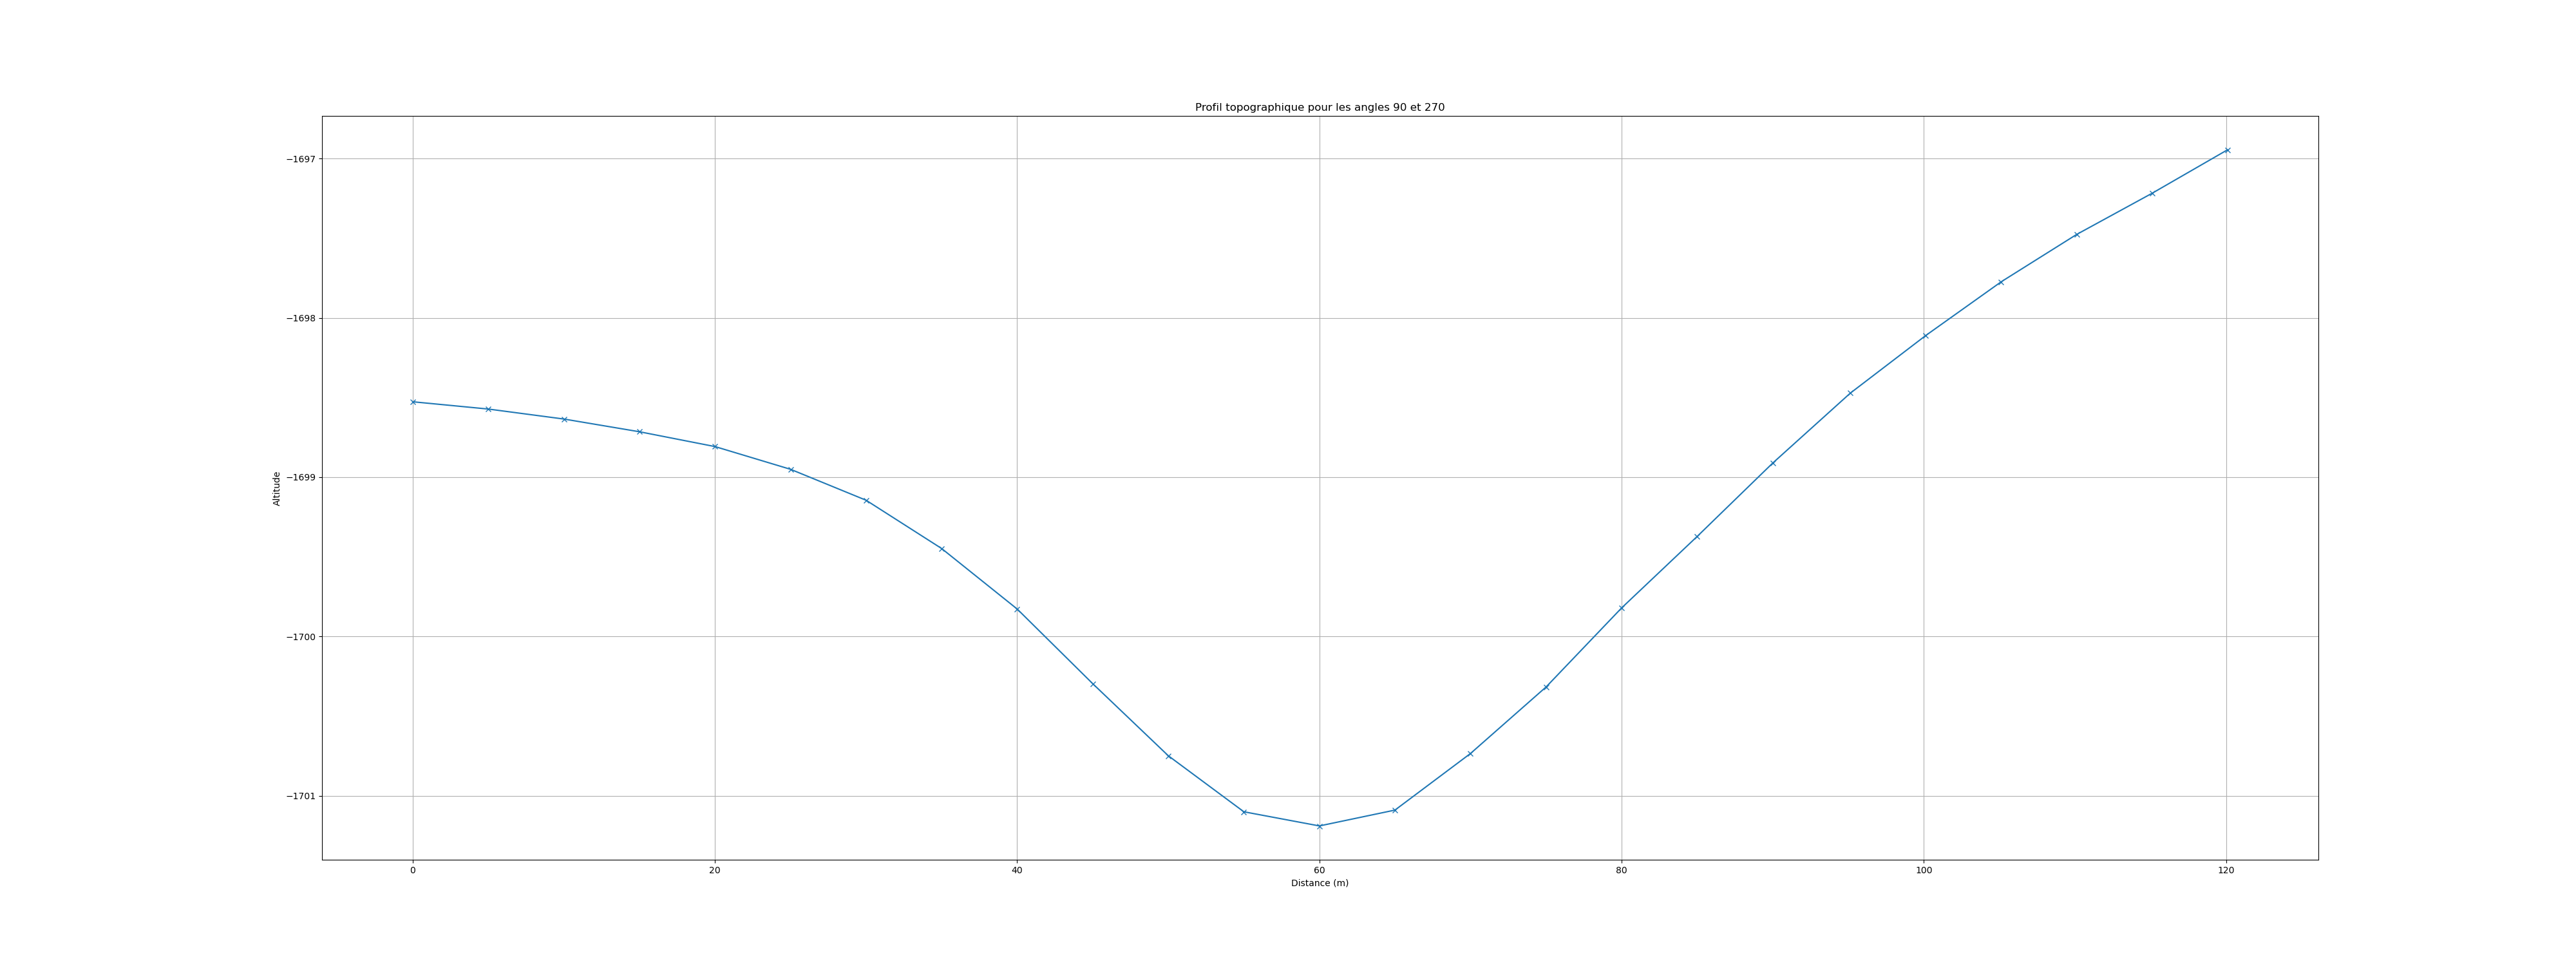 Profil topographique pour les angles 90 et 270
Altitude
−1697
−1698
−1699
−1700
−1701
0 20 40 60 80 100 120
Distance (m)